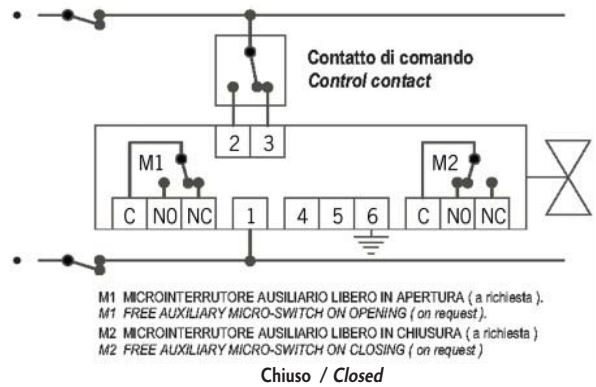 Contatto di comando
Control contact
2 3
M1
M2
C N0 NC 1 4 5 6 C N0 NC
M1 MICROINTERRUTORE AUSILIARIO LIBERO IN APERTURA ( a richiesta ).
M1 FREE AUXILIARY MICRO-SWITCH ON OPENING ( on request ).
M2 MICROINTERRUTORE AUSILIARIO LIBERO IN CHIUSURA ( a richiesta )
M2 FREE AUXILIARY MICRO-SWITCH ON CLOSING ( on request )
Chiuso / Closed